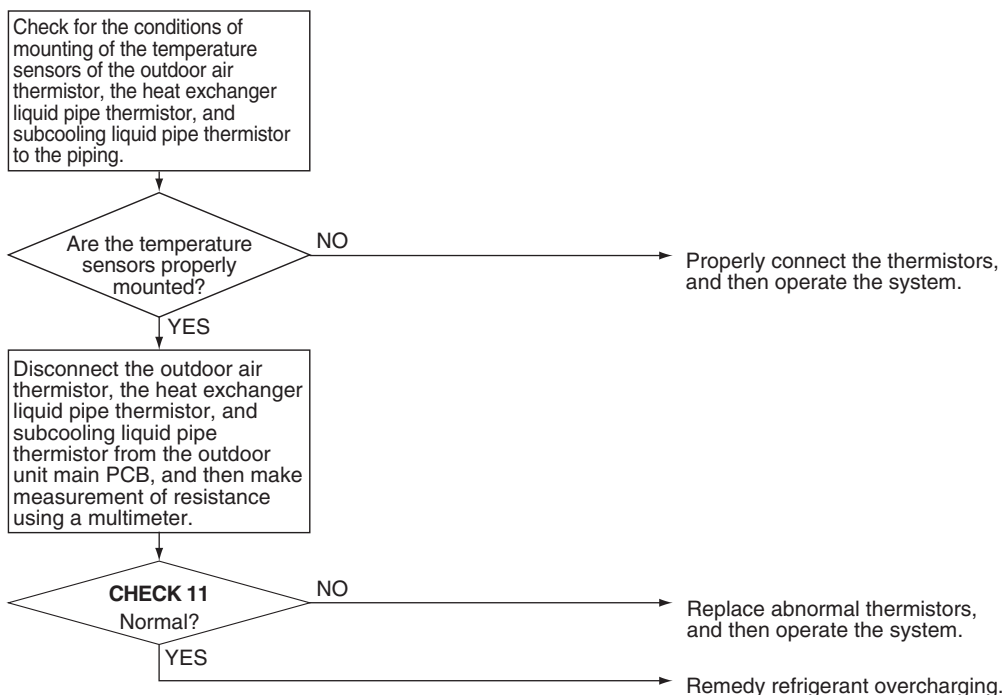 Check for the conditions of
mounting of the temperature
sensors of the outdoor air
thermistor, the heat exchanger
liquid pipe thermistor, and
subcooling liquid pipe thermistor
to the piping.
Are the temperature
sensors properly
mounted?
NO
Properly connect the thermistors,
and then operate the system.
YES
Disconnect the outdoor air
thermistor, the heat exchanger
liquid pipe thermistor, and
subcooling liquid pipe
thermistor from the outdoor
unit main PCB, and then make
measurement of resistance
using a multimeter.
CHECK 11
Normal?
NO
Replace abnormal thermistors,
and then operate the system.
YES
Remedy refrigerant overcharging.